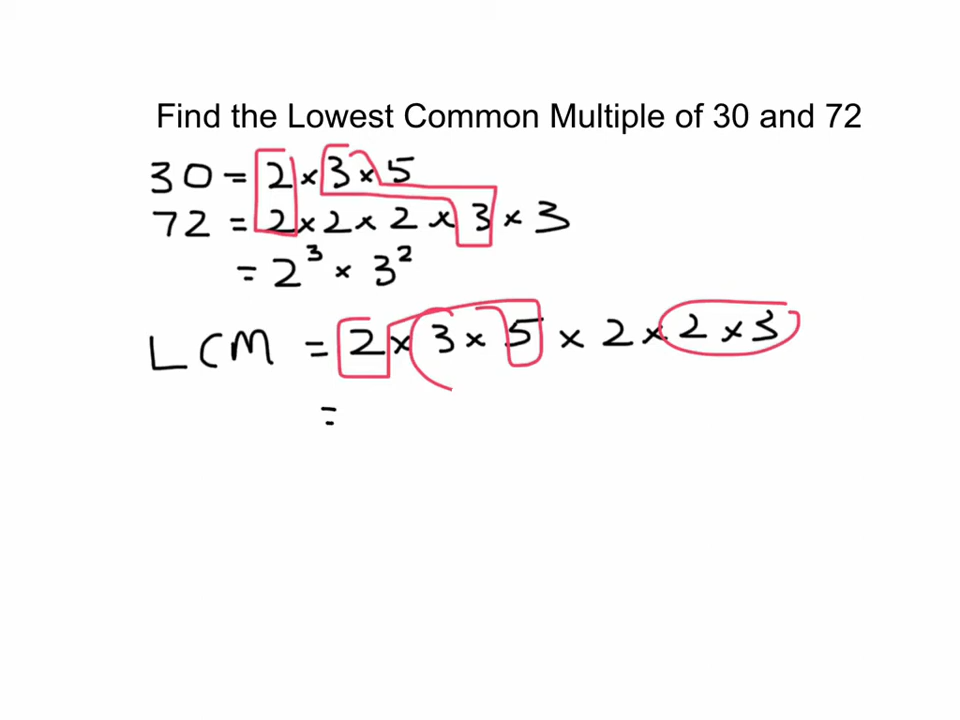 Find the Lowest Common Multiple of 30 and 72
30 = 2 × 3 × 5
72 = 2 × 2 × 2 × 3 × 3
= 2³ × 3²
LCM = 2 × 3 × 5 × 2 × 2 × 3
=